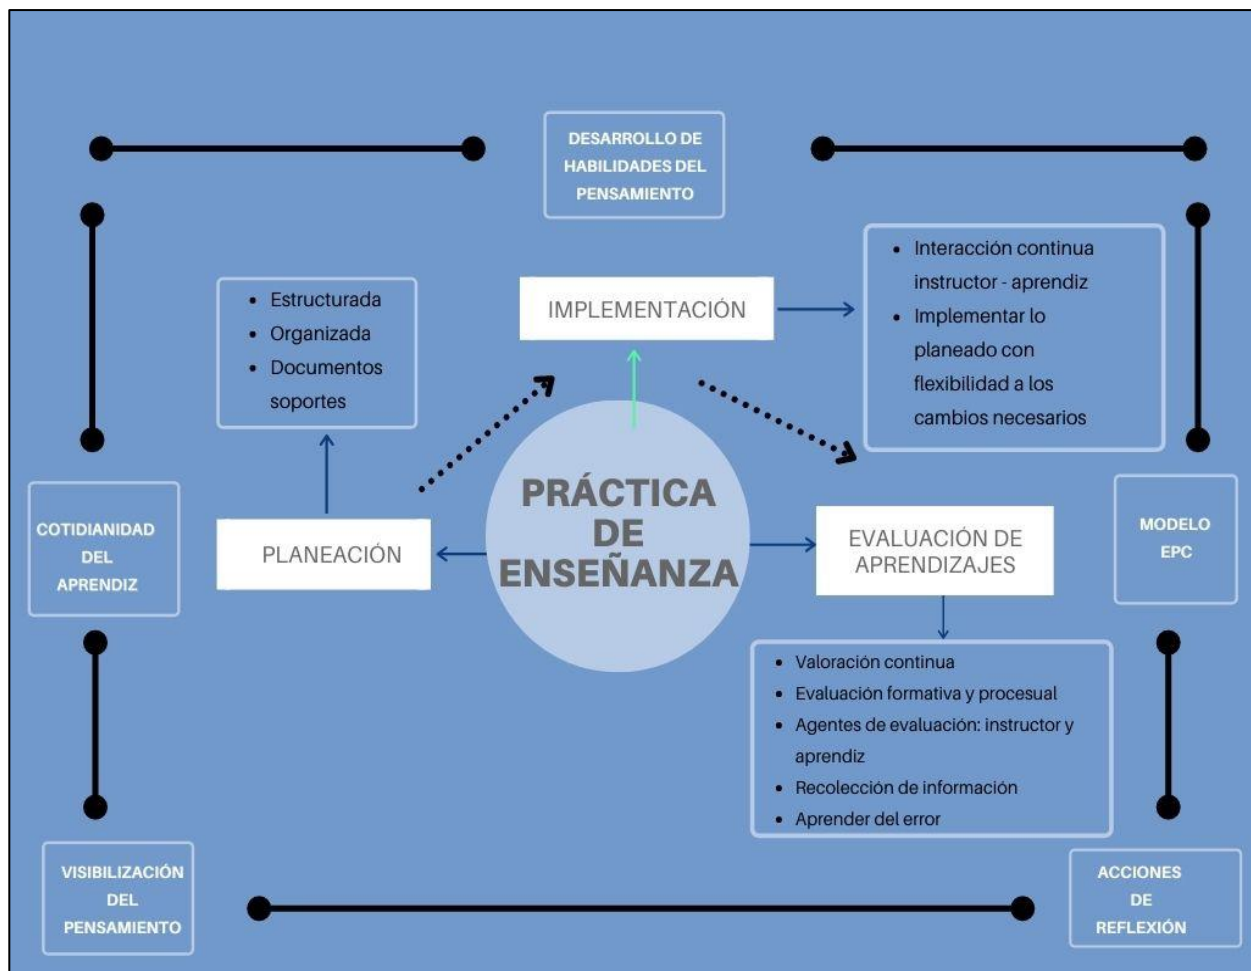 DESARROLLO DE
HABILIDADES DEL
PENSAMIENTO
• Interacción continua
instructor - aprendiz
• Implementar lo
planeado con
flexibilidad a los
cambios necesarios
IMPLEMENTACIÓN
• Estructurada
• Organizada
• Documentos
soportes
PRÁCTICA
DE
ENSEÑANZA
COTIDIANIDAD
DEL
APRENDIZ
PLANEACIÓN
EVALUACIÓN DE
APRENDIZAJES
MODELO
EPC
• Valoración continua
• Evaluación formativa y procesual
• Agentes de evaluación: instructor y
aprendiz
• Recolección de información
• Aprender del error
VISIBILIZACIÓN
DEL
PENSAMIENTO
ACCIONES
DE
REFLEXIÓN